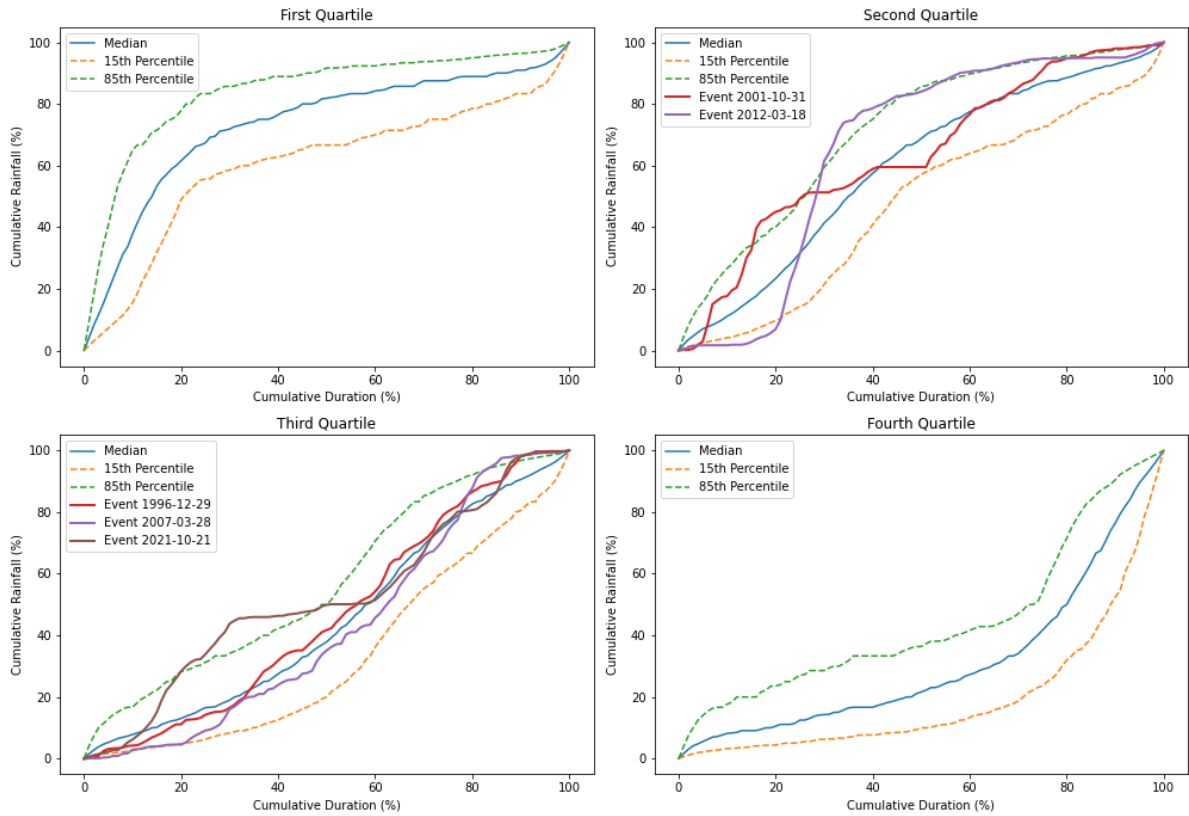 First Quartile
Median
15th Percentile
85th Percentile
Cumulative Rainfall (%)
100
80
60
40
20
0
0 20 40 60 80 100
Cumulative Duration (%)
Second Quartile
Median
15th Percentile
85th Percentile
Event 2001-10-31
Event 2012-03-18
Cumulative Rainfall (%)
100
80
60
40
20
0
0 20 40 60 80 100
Cumulative Duration (%)
Third Quartile
Median
15th Percentile
85th Percentile
Event 1996-12-29
Event 2007-03-28
Event 2021-10-21
Cumulative Rainfall (%)
100
80
60
40
20
0
0 20 40 60 80 100
Cumulative Duration (%)
Fourth Quartile
Median
15th Percentile
85th Percentile
Cumulative Rainfall (%)
100
80
60
40
20
0
0 20 40 60 80 100
Cumulative Duration (%)